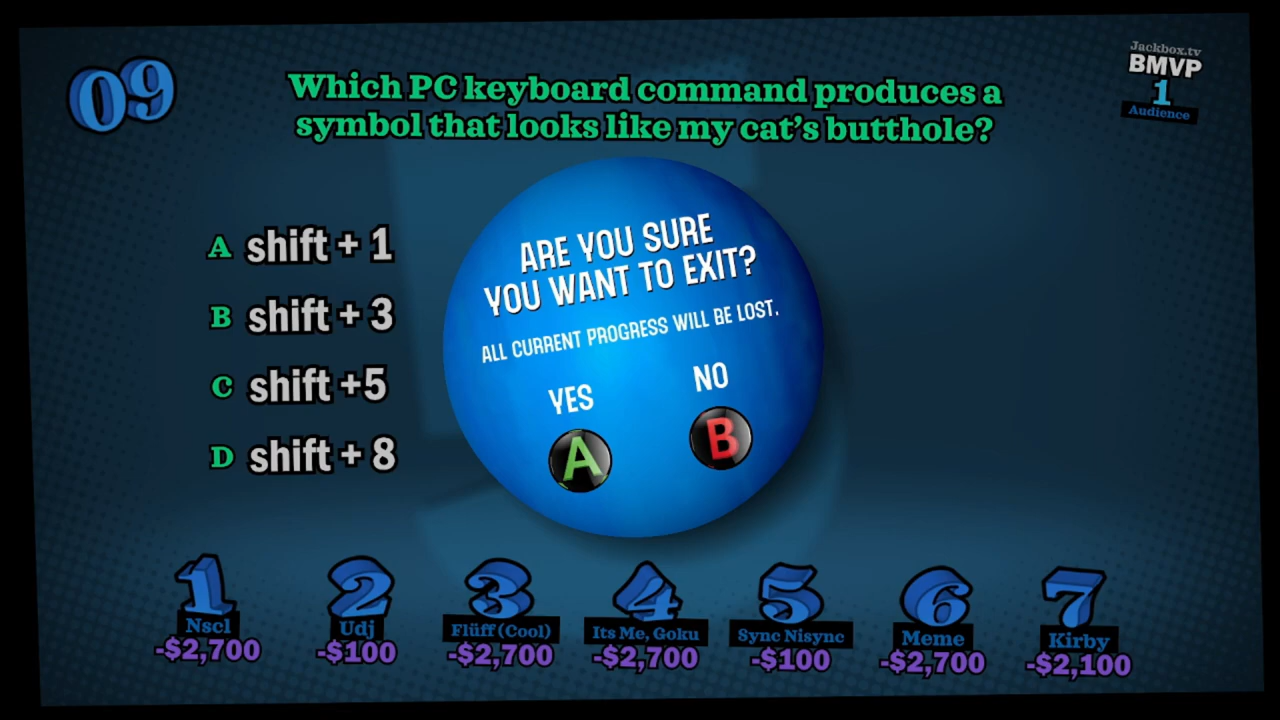 09
Which PC keyboard command produces a
symbol that looks like my cat's butthole?
Jackbox.tv
BMVP
1
Audience
A shift + 1
B shift + 3
C shift +5
D shift + 8
ARE YOU SURE
YOU WANT TO EXIT?
ALL CURRENT PROGRESS WILL BE LOST.
YES NO
A B
1 2 3 4 5 6 7
Nscl Udj Flüff (Cool) Its Me, Goku Sync Nisync Meme Kirby
-$2,700 -$100 -$2,700 -$2,700 -$100 -$2,700 -$2,100